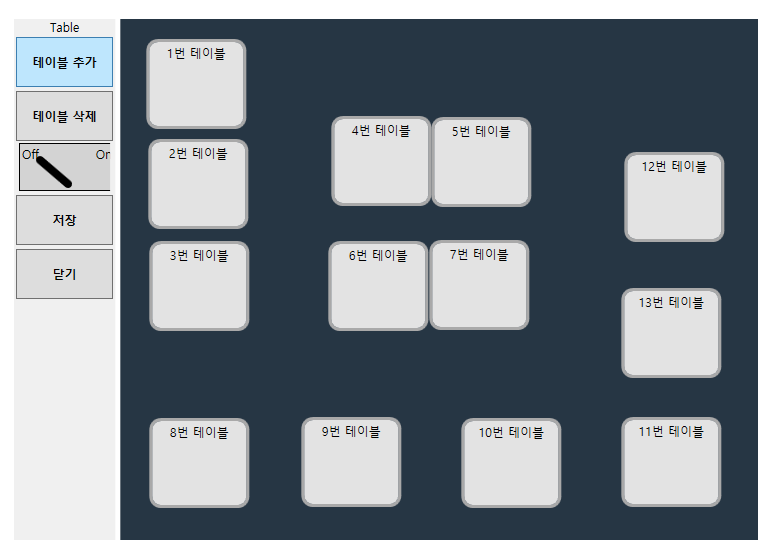 Table
테이블 추가
테이블 삭제
Off On
저장
닫기
1번 테이블
2번 테이블
3번 테이블
4번 테이블
5번 테이블
6번 테이블
7번 테이블
8번 테이블
9번 테이블
10번 테이블
11번 테이블
12번 테이블
13번 테이블